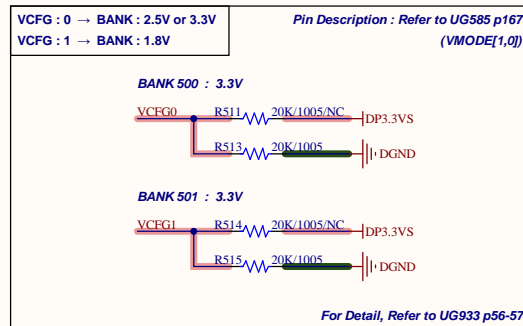 VCFG : 0 → BANK : 2.5V or 3.3V
VCFG : 1 → BANK : 1.8V
Pin Description : Refer to UG585 p167
(VMODE[1,0])
BANK 500 : 3.3V
VCFG0 R511 20K/1005/NC DP3.3VS
R513 20K/1005 DGND
BANK 501 : 3.3V
VCFG1 R514 20K/1005/NC DP3.3VS
R515 20K/1005 DGND
For Detail, Refer to UG933 p56-57